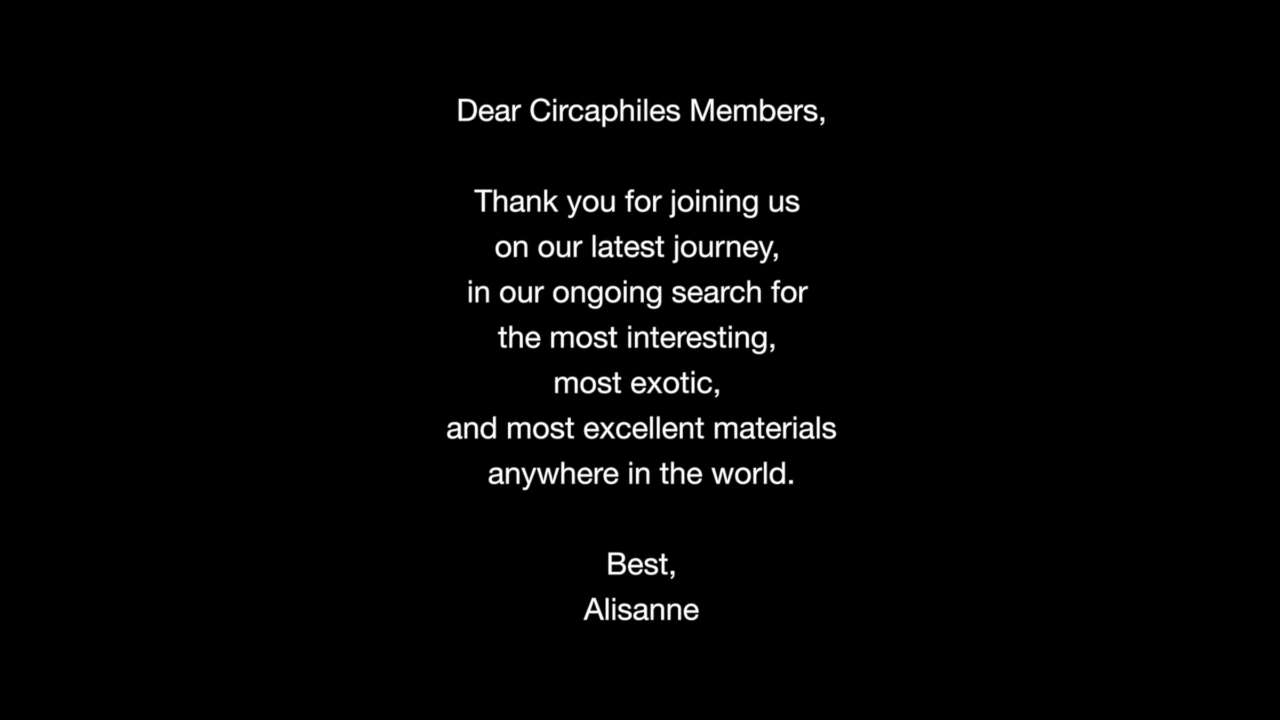 Dear Circaphiles Members,
Thank you for joining us
on our latest journey,
in our ongoing search for
the most interesting,
most exotic,
and most excellent materials
anywhere in the world.
Best,
Alisanne